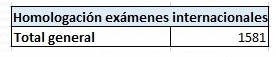 Homologación exámenes internacionales
Total general 1581